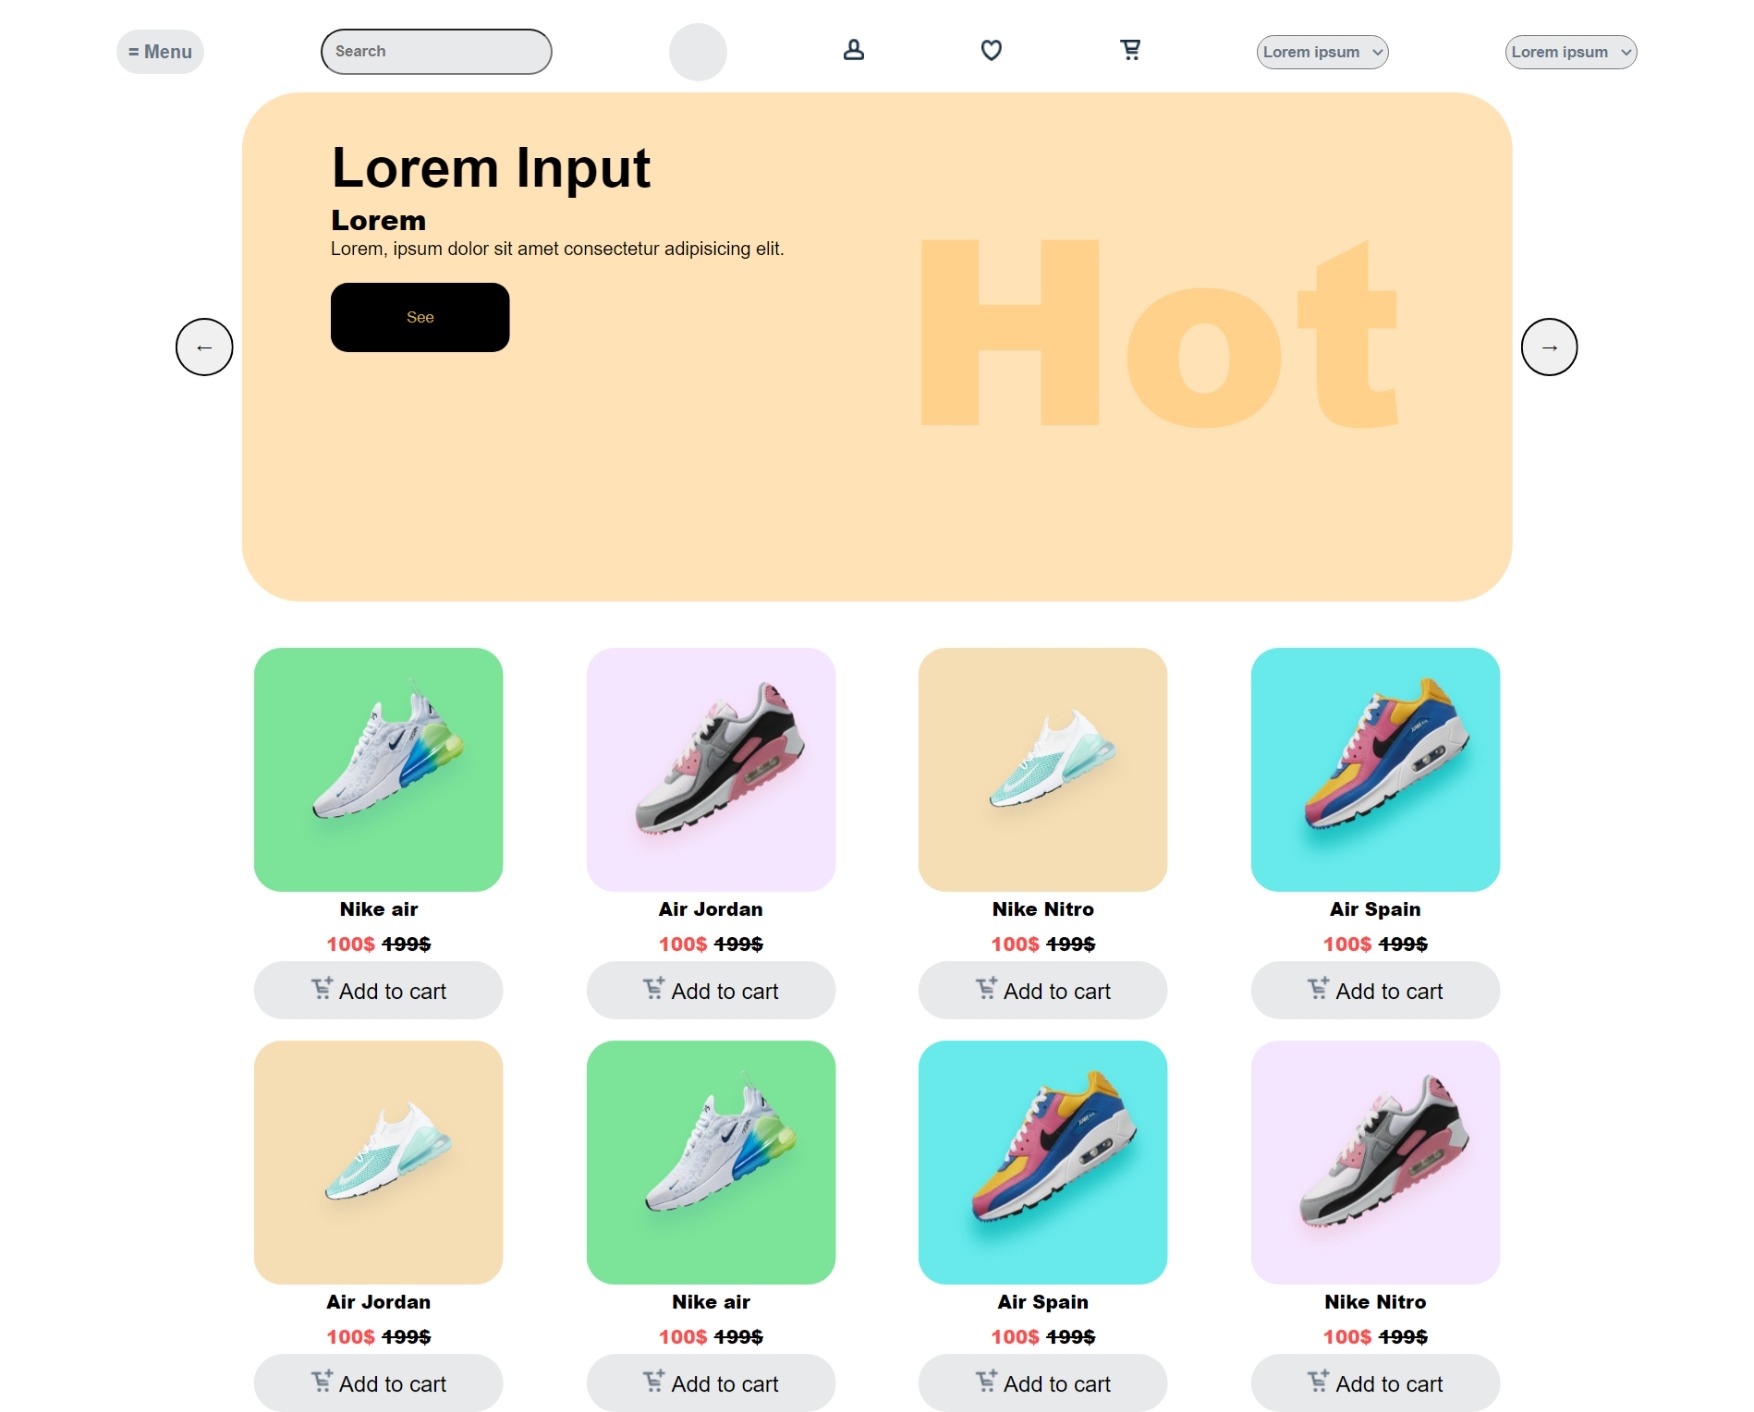 = Menu Search Lorem ipsum Lorem ipsum
Lorem Input
Lorem
Lorem, ipsum dolor sit amet consectetur adipisicing elit.
See
Hot
← →
Nike air Air Jordan Nike Nitro Air Spain
100$ 199$ 100$ 199$ 100$ 199$ 100$ 199$
Add to cart Add to cart Add to cart Add to cart
Air Jordan Nike air Air Spain Nike Nitro
100$ 199$ 100$ 199$ 100$ 199$ 100$ 199$
Add to cart Add to cart Add to cart Add to cart